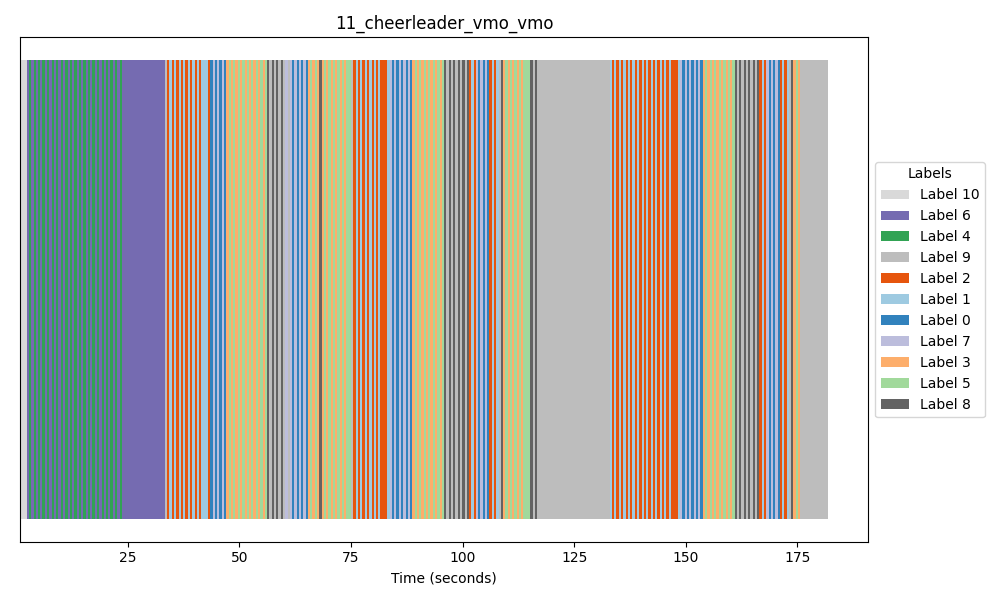 11_cheerleader_vmo_vmo
Labels
Label 10
Label 6
Label 4
Label 9
Label 2
Label 1
Label 0
Label 7
Label 3
Label 5
Label 8
25 50 75 100 125 150 175
Time (seconds)